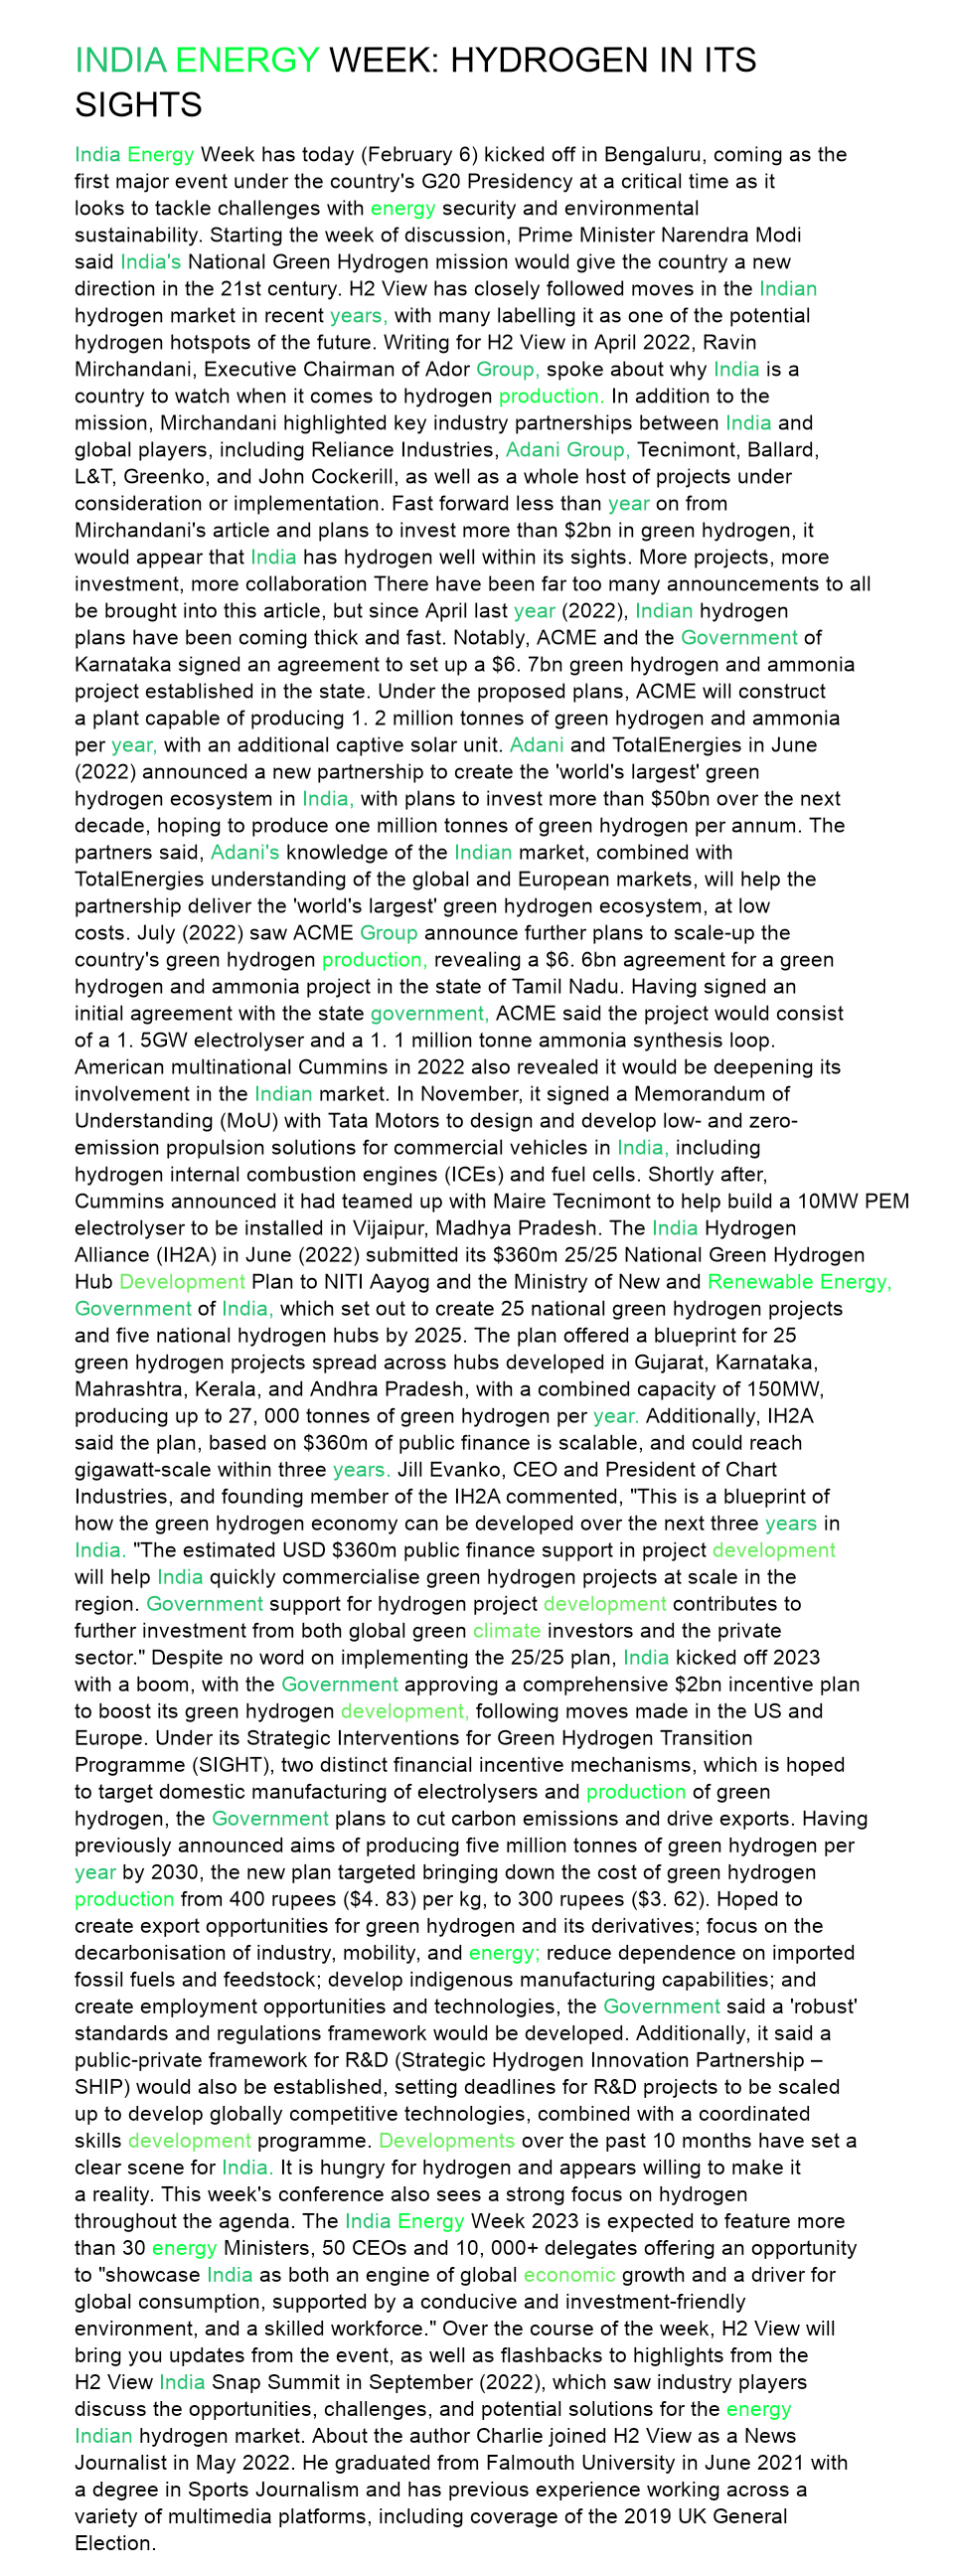 INDIA ENERGY WEEK: HYDROGEN IN ITS
SIGHTS
India Energy Week has today (February 6) kicked off in Bengaluru, coming as the
first major event under the country's G20 Presidency at a critical time as it
looks to tackle challenges with energy security and environmental
sustainability. Starting the week of discussion, Prime Minister Narendra Modi
said India's National Green Hydrogen mission would give the country a new
direction in the 21st century. H2 View has closely followed moves in the Indian
hydrogen market in recent years, with many labelling it as one of the potential
hydrogen hotspots of the future. Writing for H2 View in April 2022, Ravin
Mirchandani, Executive Chairman of Ador Group, spoke about why India is a
country to watch when it comes to hydrogen production. In addition to the
mission, Mirchandani highlighted key industry partnerships between India and
global players, including Reliance Industries, Adani Group, Tecnimont, Ballard,
L&T, Greenko, and John Cockerill, as well as a whole host of projects under
consideration or implementation. Fast forward less than year on from
Mirchandani's article and plans to invest more than $2bn in green hydrogen, it
would appear that India has hydrogen well within its sights. More projects, more
investment, more collaboration There have been far too many announcements to all
be brought into this article, but since April last year (2022), Indian hydrogen
plans have been coming thick and fast. Notably, ACME and the Government of
Karnataka signed an agreement to set up a $6. 7bn green hydrogen and ammonia
project established in the state. Under the proposed plans, ACME will construct
a plant capable of producing 1. 2 million tonnes of green hydrogen and ammonia
per year, with an additional captive solar unit. Adani and TotalEnergies in June
(2022) announced a new partnership to create the 'world's largest' green
hydrogen ecosystem in India, with plans to invest more than $50bn over the next
decade, hoping to produce one million tonnes of green hydrogen per annum. The
partners said, Adani's knowledge of the Indian market, combined with
TotalEnergies understanding of the global and European markets, will help the
partnership deliver the 'world's largest' green hydrogen ecosystem, at low
costs. July (2022) saw ACME Group announce further plans to scale-up the
country's green hydrogen production, revealing a $6. 6bn agreement for a green
hydrogen and ammonia project in the state of Tamil Nadu. Having signed an
initial agreement with the state government, ACME said the project would consist
of a 1. 5GW electrolyser and a 1. 1 million tonne ammonia synthesis loop.
American multinational Cummins in 2022 also revealed it would be deepening its
involvement in the Indian market. In November, it signed a Memorandum of
Understanding (MoU) with Tata Motors to design and develop low- and zero-
emission propulsion solutions for commercial vehicles in India, including
hydrogen internal combustion engines (ICEs) and fuel cells. Shortly after,
Cummins announced it had teamed up with Maire Tecnimont to help build a 10MW PEM
electrolyser to be installed in Vijaipur, Madhya Pradesh. The India Hydrogen
Alliance (IH2A) in June (2022) submitted its $360m 25/25 National Green Hydrogen
Hub Development Plan to NITI Aayog and the Ministry of New and Renewable Energy,
Government of India, which set out to create 25 national green hydrogen projects
and five national hydrogen hubs by 2025. The plan offered a blueprint for 25
green hydrogen projects spread across hubs developed in Gujarat, Karnataka,
Mahrashtra, Kerala, and Andhra Pradesh, with a combined capacity of 150MW,
producing up to 27, 000 tonnes of green hydrogen per year. Additionally, IH2A
said the plan, based on $360m of public finance is scalable, and could reach
gigawatt-scale within three years. Jill Evanko, CEO and President of Chart
Industries, and founding member of the IH2A commented, "This is a blueprint of
how the green hydrogen economy can be developed over the next three years in
India. "The estimated USD $360m public finance support in project development
will help India quickly commercialise green hydrogen projects at scale in the
region. Government support for hydrogen project development contributes to
further investment from both global green climate investors and the private
sector." Despite no word on implementing the 25/25 plan, India kicked off 2023
with a boom, with the Government approving a comprehensive $2bn incentive plan
to boost its green hydrogen development, following moves made in the US and
Europe. Under its Strategic Interventions for Green Hydrogen Transition
Programme (SIGHT), two distinct financial incentive mechanisms, which is hoped
to target domestic manufacturing of electrolysers and production of green
hydrogen, the Government plans to cut carbon emissions and drive exports. Having
previously announced aims of producing five million tonnes of green hydrogen per
year by 2030, the new plan targeted bringing down the cost of green hydrogen
production from 400 rupees ($4. 83) per kg, to 300 rupees ($3. 62). Hoped to
create export opportunities for green hydrogen and its derivatives; focus on the
decarbonisation of industry, mobility, and energy; reduce dependence on imported
fossil fuels and feedstock; develop indigenous manufacturing capabilities; and
create employment opportunities and technologies, the Government said a 'robust'
standards and regulations framework would be developed. Additionally, it said a
public-private framework for R&D (Strategic Hydrogen Innovation Partnership –
SHIP) would also be established, setting deadlines for R&D projects to be scaled
up to develop globally competitive technologies, combined with a coordinated
skills development programme. Developments over the past 10 months have set a
clear scene for India. It is hungry for hydrogen and appears willing to make it
a reality. This week's conference also sees a strong focus on hydrogen
throughout the agenda. The India Energy Week 2023 is expected to feature more
than 30 energy Ministers, 50 CEOs and 10, 000+ delegates offering an opportunity
to "showcase India as both an engine of global economic growth and a driver for
global consumption, supported by a conducive and investment-friendly
environment, and a skilled workforce." Over the course of the week, H2 View will
bring you updates from the event, as well as flashbacks to highlights from the
H2 View India Snap Summit in September (2022), which saw industry players
discuss the opportunities, challenges, and potential solutions for the energy
Indian hydrogen market. About the author Charlie joined H2 View as a News
Journalist in May 2022. He graduated from Falmouth University in June 2021 with
a degree in Sports Journalism and has previous experience working across a
variety of multimedia platforms, including coverage of the 2019 UK General
Election.